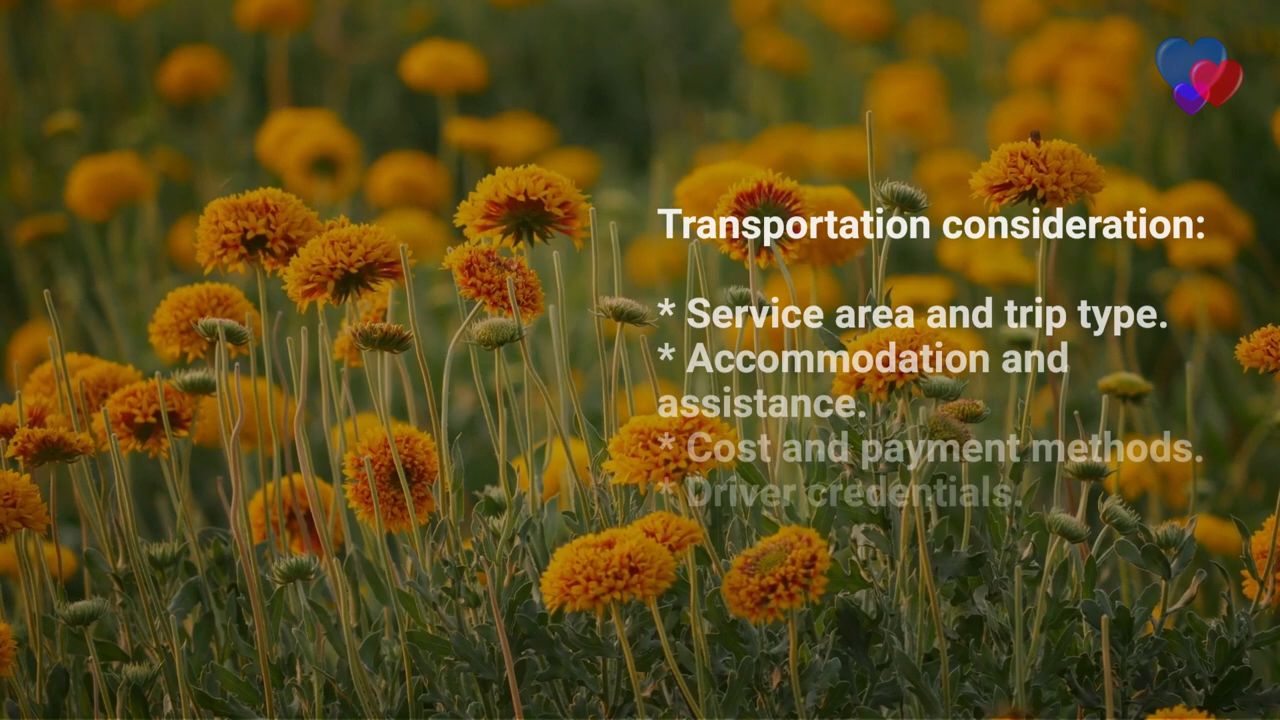 Transportation consideration:
* Service area and trip type.
* Accommodation and
assistance.
* Cost and payment methods.
* Driver credentials.